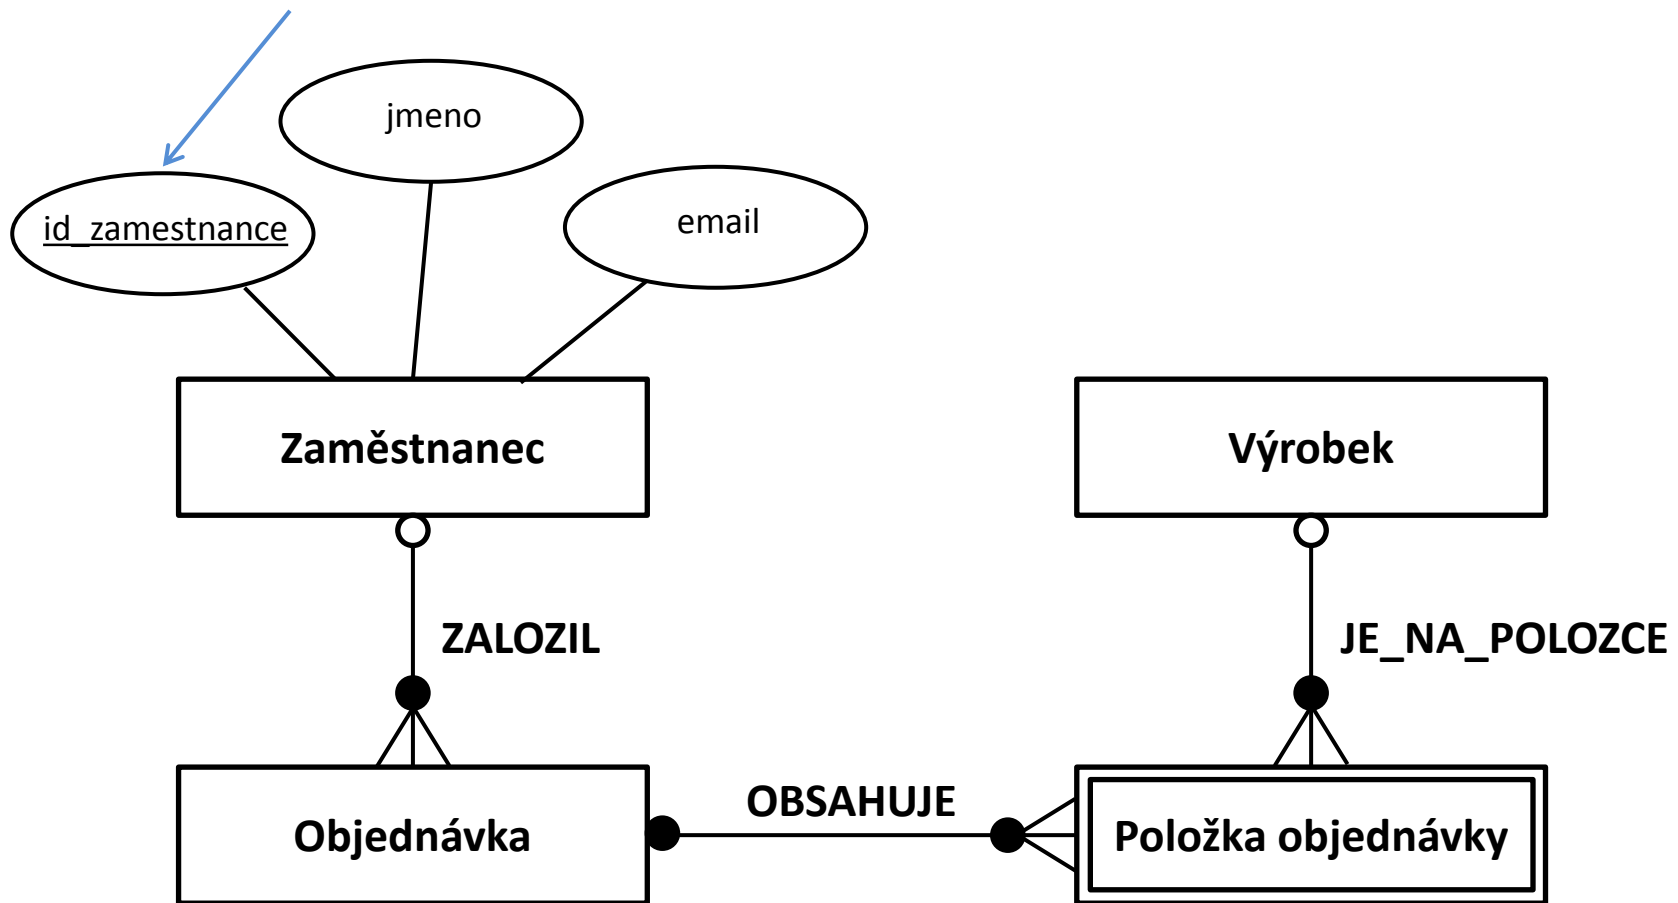 jmeno
id_zamestnance
email
Zaměstnanec
Výrobek
ZALOZIL
JE_NA_POLOZCE
OBSAHUJE
Objednávka
Položka objednávky